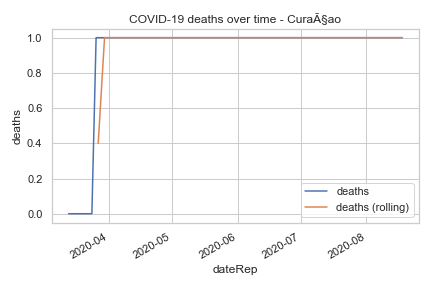 COVID-19 deaths over time - CuraÃ§ao
deaths
1.0
0.8
0.6
0.4
0.2
0.0
deaths
deaths (rolling)
2020-04
2020-05
2020-06
2020-07
2020-08
dateRep